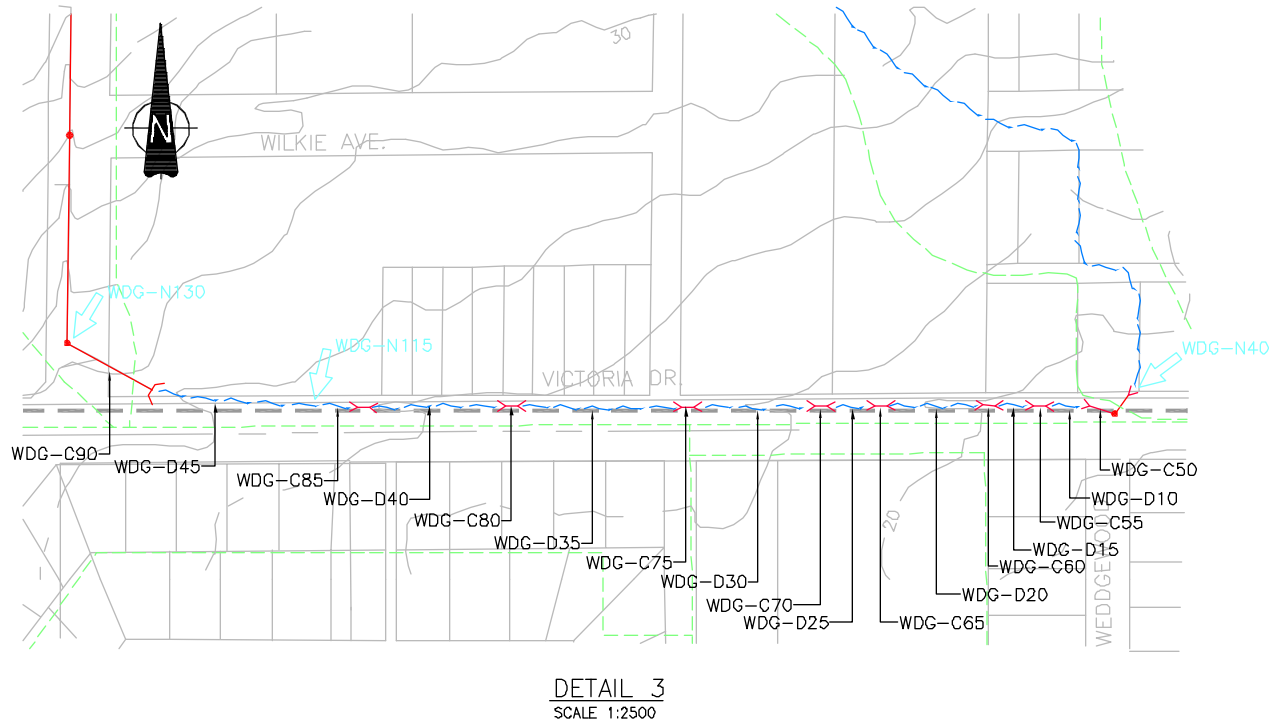 30
N
WILKIE AVE.
WDG-N130
WDG-N115
WDG-N40
VICTORIA DR.
WDG-C90
WDG-D45
WDG-C85
WDG-D40
WDG-C80
WDG-D35
WDG-C75
WDG-D30
WDG-C70
WDG-D25
WDG-C65
WDG-D20
WDG-C60
WDG-D15
WDG-C55
WDG-D10
WDG-C50
20
WEDDGEWOOD
DETAIL 3
SCALE 1:2500